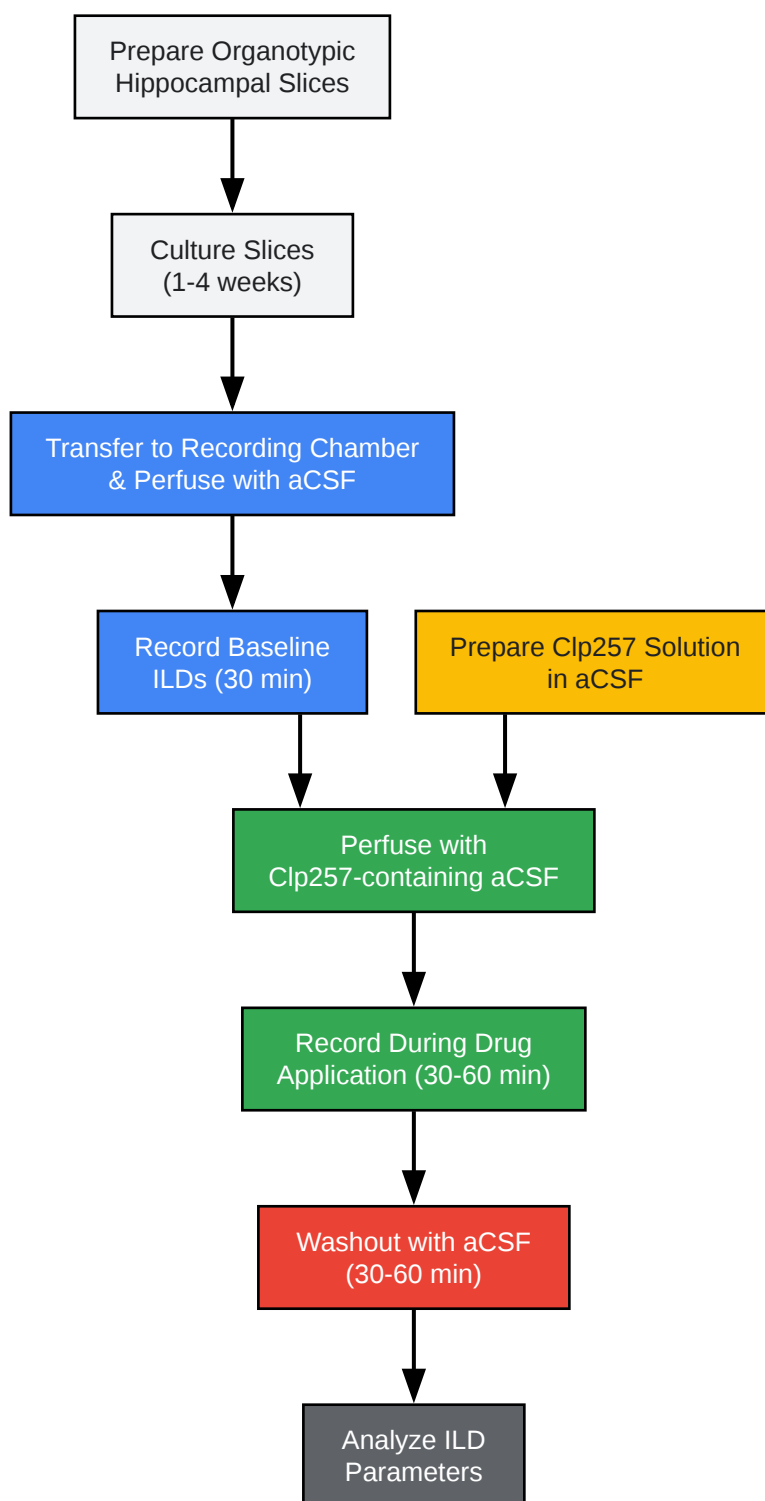 Prepare Organotypic
Hippocampal Slices
Culture Slices
(1-4 weeks)
Transfer to Recording Chamber
& Perfuse with aCSF
Record Baseline
ILDs (30 min)
Prepare Clp257 Solution
in aCSF
Perfuse with
Clp257-containing aCSF
Record During Drug
Application (30-60 min)
Washout with aCSF
(30-60 min)
Analyze ILD
Parameters